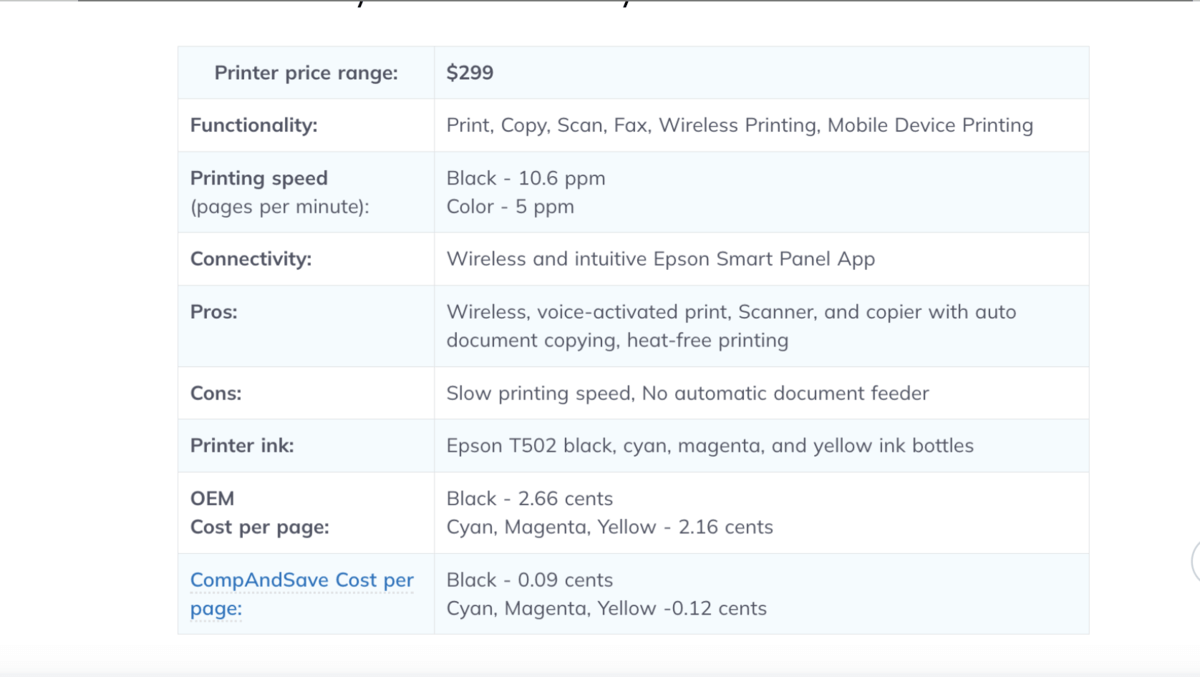 Printer price range: $299
Functionality: Print, Copy, Scan, Fax, Wireless Printing, Mobile Device Printing
Printing speed
(pages per minute):
Black - 10.6 ppm
Color - 5 ppm
Connectivity: Wireless and intuitive Epson Smart Panel App
Pros:
Wireless, voice-activated print, Scanner, and copier with auto
document copying, heat-free printing
Cons: Slow printing speed, No automatic document feeder
Printer ink: Epson T502 black, cyan, magenta, and yellow ink bottles
OEM
Cost per page:
Black - 2.66 cents
Cyan, Magenta, Yellow - 2.16 cents
CompAndSave Cost per
page:
Black - 0.09 cents
Cyan, Magenta, Yellow -0.12 cents